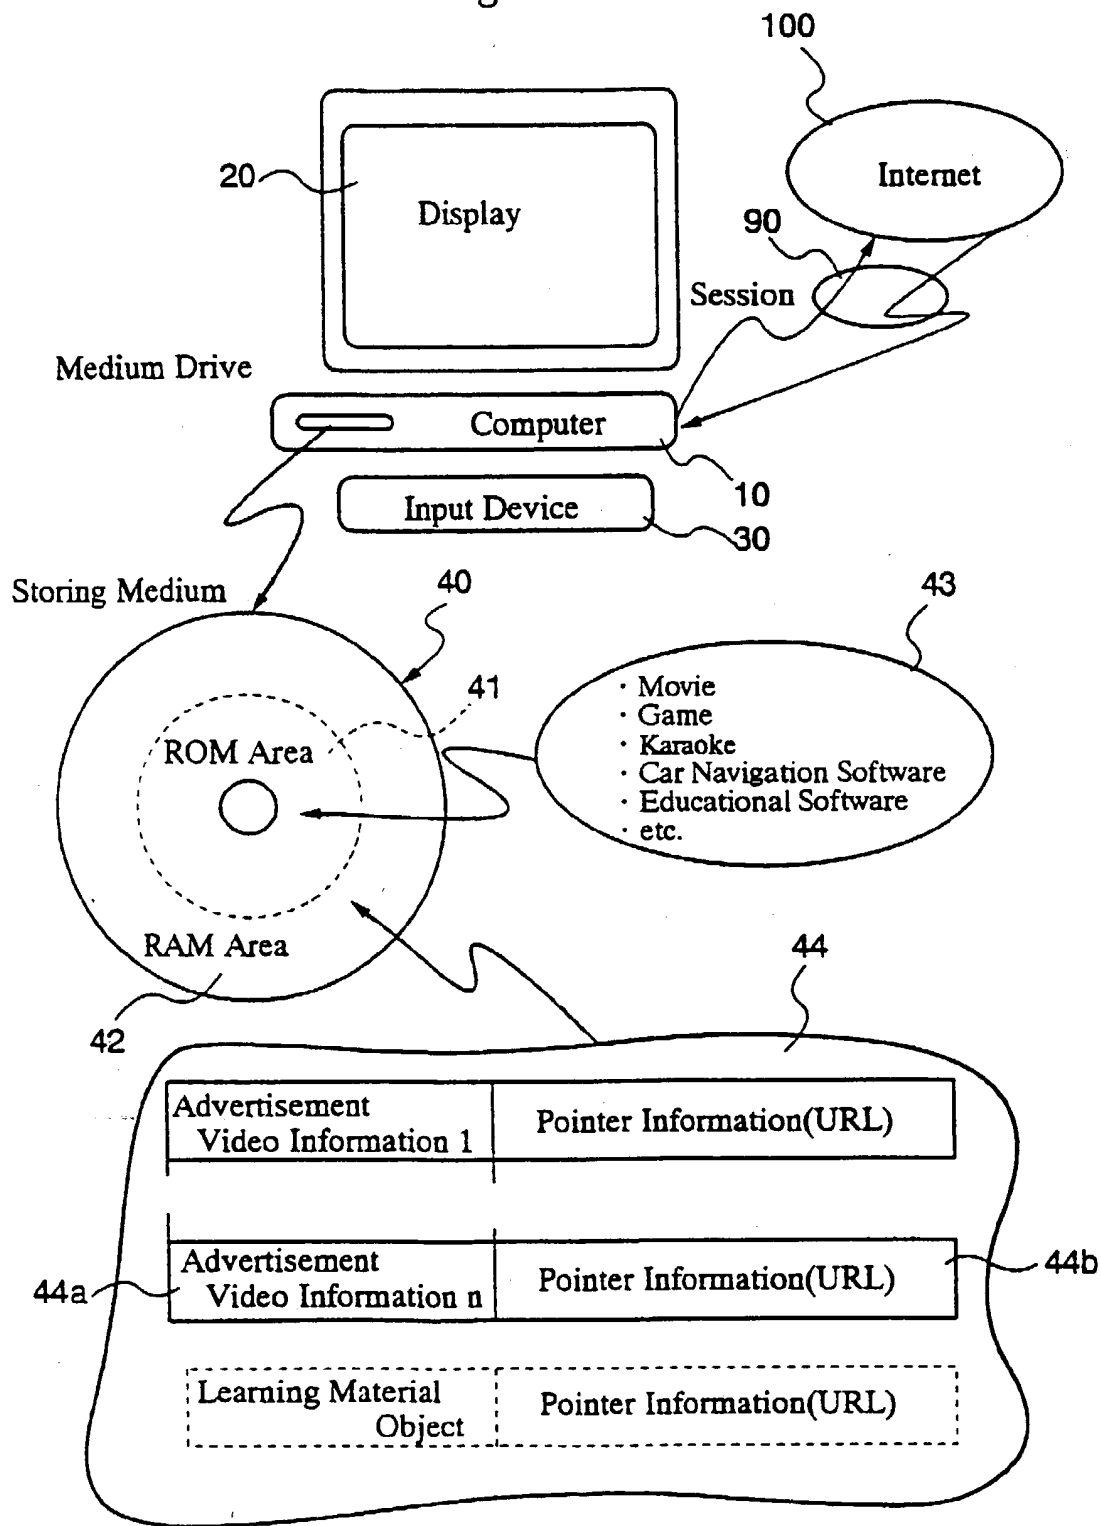 g
100
20
Display
Internet
90
Session
Medium Drive
Computer
10
Input Device
30
Storing Medium
40
43
41
ROM Area
· Movie
· Game
· Karaoke
· Car Navigation Software
· Educational Software
· etc.
RAM Area
42
44
Advertisement
Video Information 1
Pointer Information(URL)
Advertisement
Video Information n
Pointer Information(URL)
44a
44b
Learning Material
Object
Pointer Information(URL)